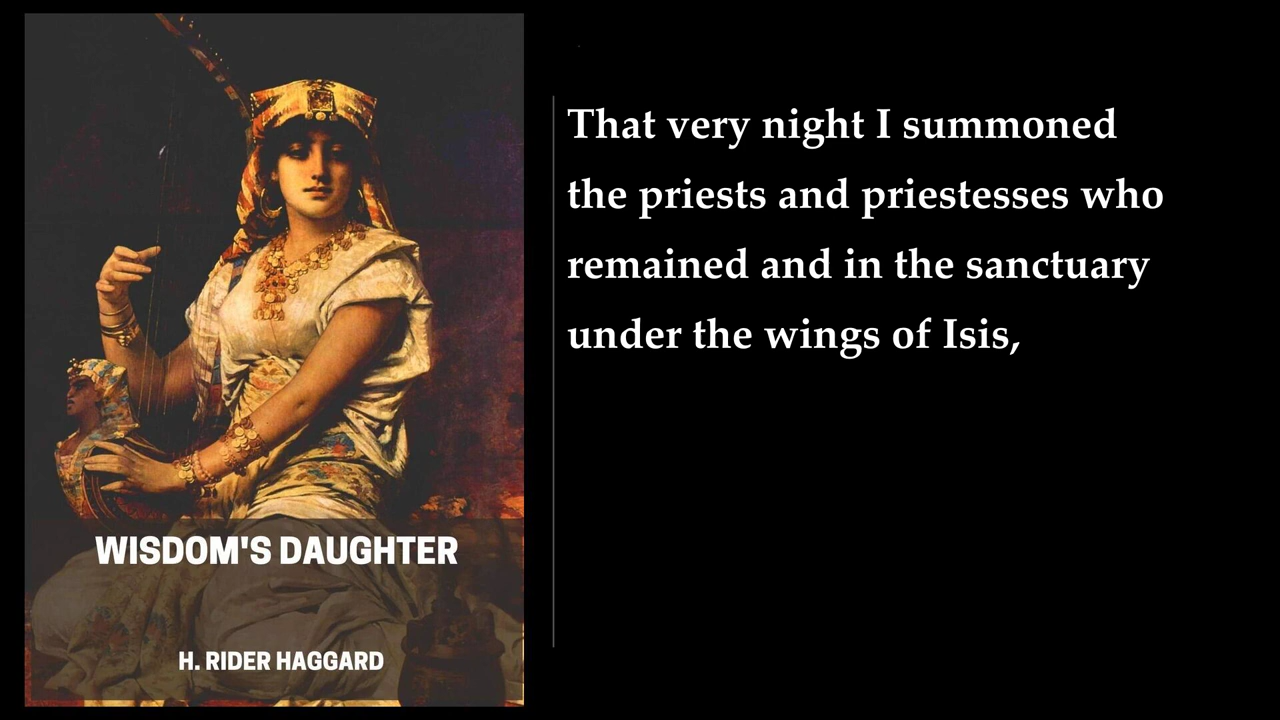 WISDOM'S DAUGHTER
H. RIDER HAGGARD
That very night I summoned
the priests and priestesses who
remained and in the sanctuary
under the wings of Isis,